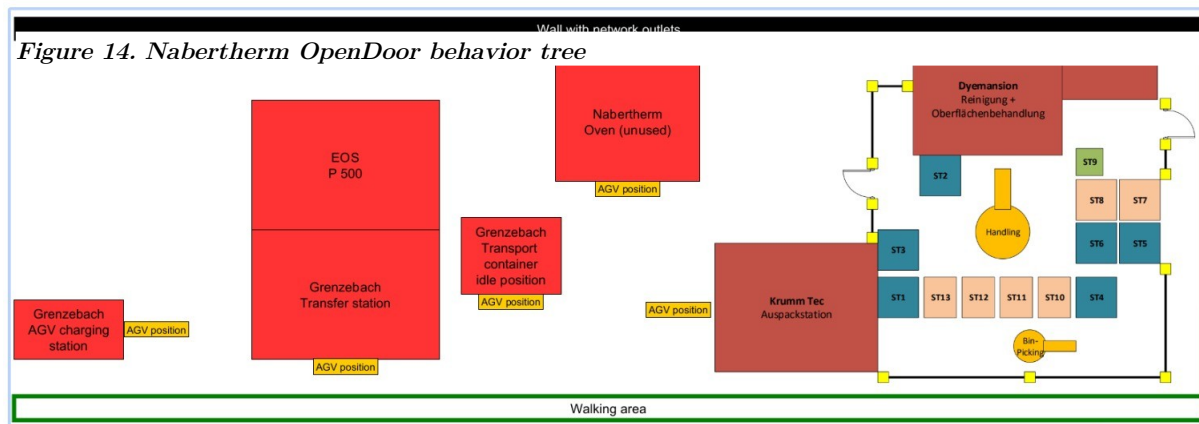 Wall with network outlets
Figure 14. Nabertherm OpenDoor behavior tree
EOS
P 500
Grenzebach
Transfer station
AGV position
Grenzebach
AGV charging
station
AGV position
Grenzebach
Transport
container
idle position
AGV position
Nabertherm
Oven (unused)
AGV position
AGV position
Krumm Tec
Auspackstation
Dyemansion
Reinigung +
Oberflächenbehandlung
ST2
ST9
ST8
ST7
Handling
ST3
ST6
ST5
ST1
ST13
ST12
ST11
ST10
ST4
Bin-
Picking
Walking area